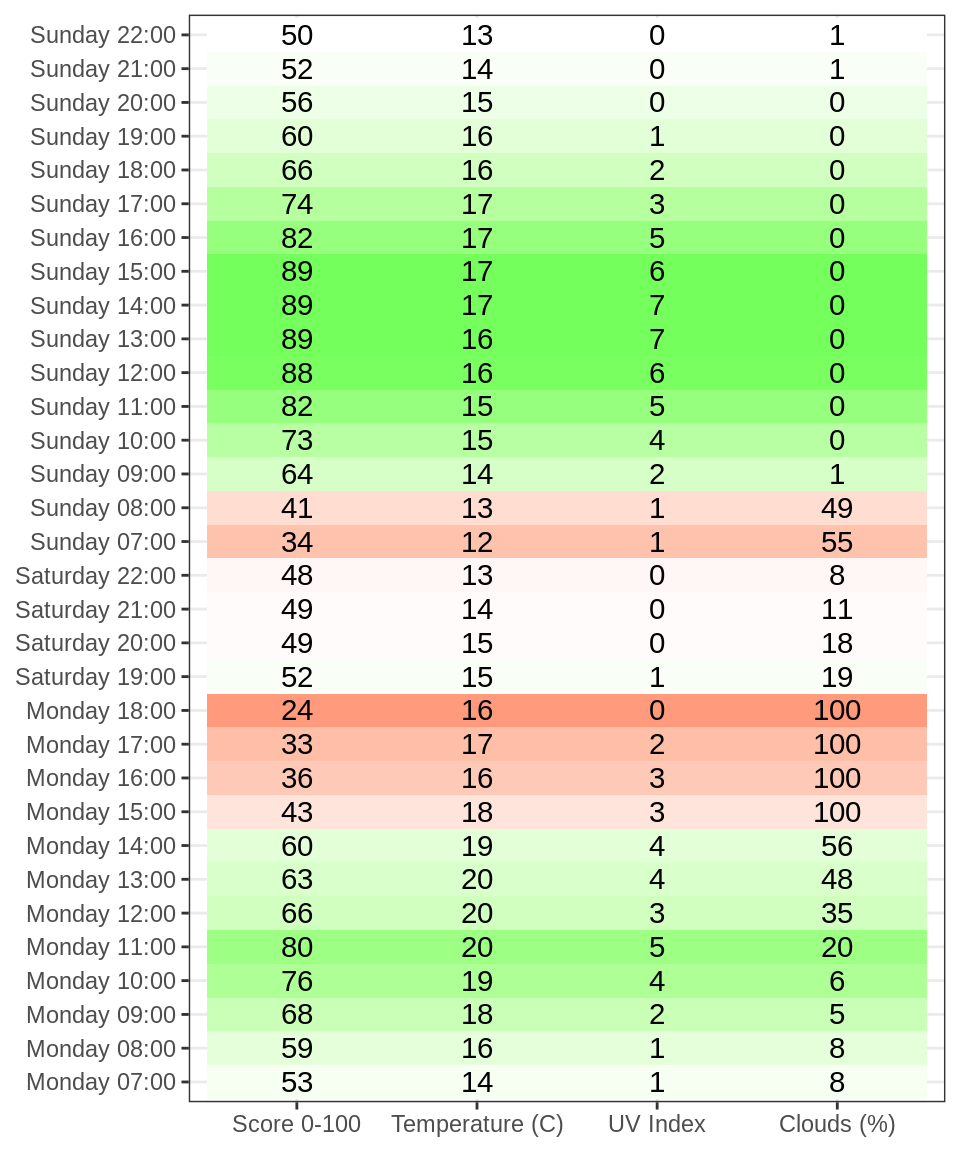 Sunday 22:00 50 13 0 1
Sunday 21:00 52 14 0 1
Sunday 20:00 56 15 0 0
Sunday 19:00 60 16 1 0
Sunday 18:00 66 16 2 0
Sunday 17:00 74 17 3 0
Sunday 16:00 82 17 5 0
Sunday 15:00 89 17 6 0
Sunday 14:00 89 17 7 0
Sunday 13:00 89 16 7 0
Sunday 12:00 88 16 6 0
Sunday 11:00 82 15 5 0
Sunday 10:00 73 15 4 0
Sunday 09:00 64 14 2 1
Sunday 08:00 41 13 1 49
Sunday 07:00 34 12 1 55
Saturday 22:00 48 13 0 8
Saturday 21:00 49 14 0 11
Saturday 20:00 49 15 0 18
Saturday 19:00 52 15 1 19
Monday 18:00 24 16 0 100
Monday 17:00 33 17 2 100
Monday 16:00 36 16 3 100
Monday 15:00 43 18 3 100
Monday 14:00 60 19 4 56
Monday 13:00 63 20 4 48
Monday 12:00 66 20 3 35
Monday 11:00 80 20 5 20
Monday 10:00 76 19 4 6
Monday 09:00 68 18 2 5
Monday 08:00 59 16 1 8
Monday 07:00 53 14 1 8
Score 0-100 Temperature (C) UV Index Clouds (%)